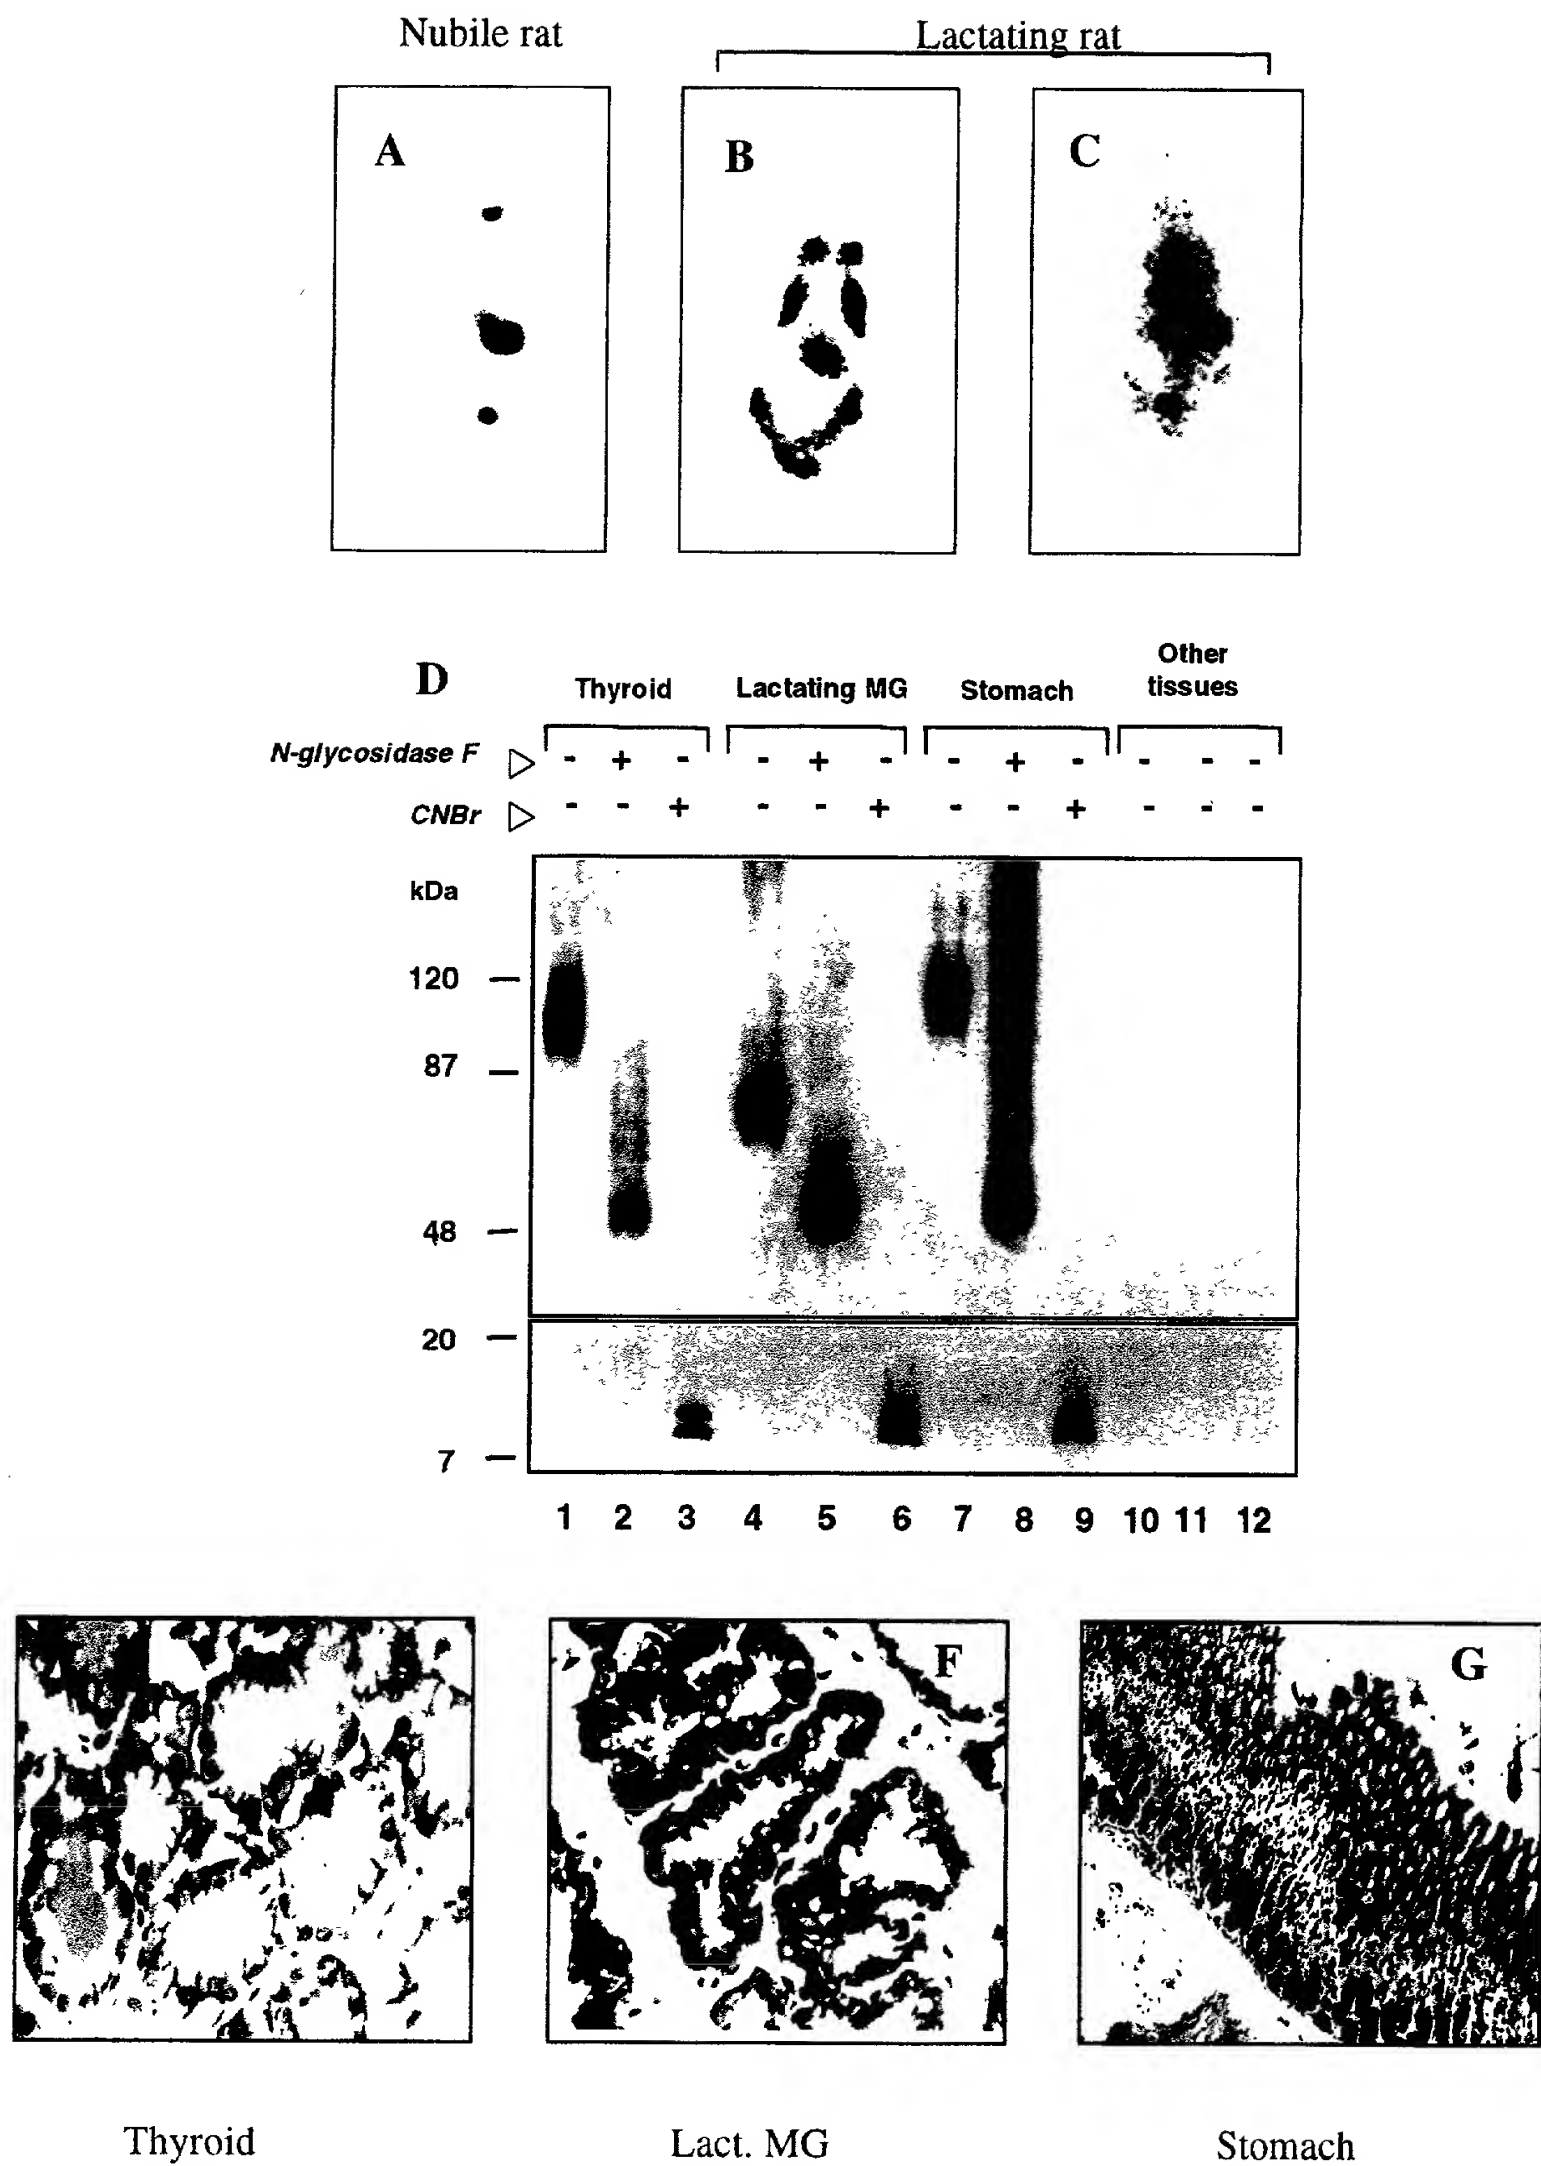 Nubile rat Lactating rat
A B C
D Thyroid Lactating MG Stomach Other tissues
N-glycosidase F - + - - + - - + - - - -
CNBr - - + - - + - - + - - -
kDa
120
87
48
20
7
1 2 3 4 5 6 7 8 9 10 11 12
F G
Thyroid Lact. MG Stomach